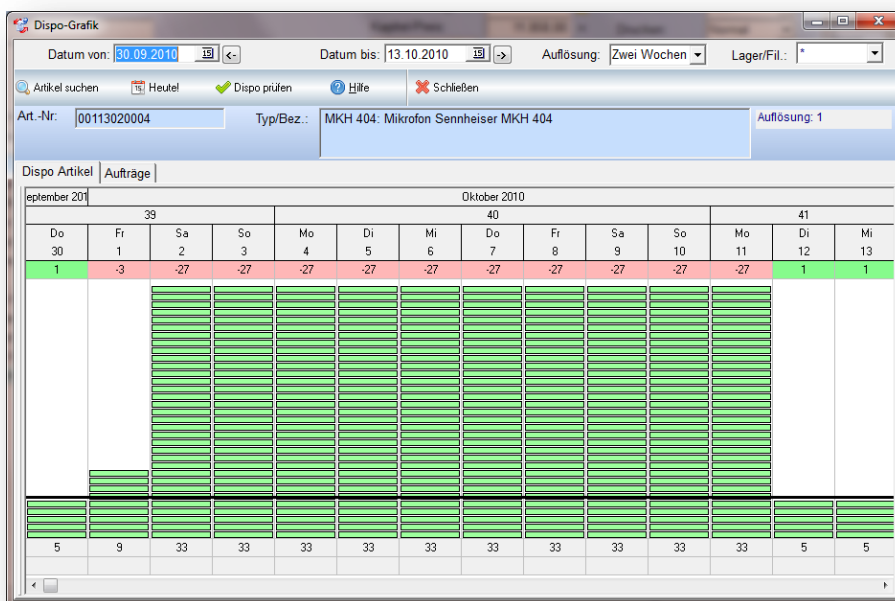 Dispo-Grafik
Datum von: 30.09.2010 15 <- Datum bis: 13.10.2010 15 -> Auflösung: Zwei Wochen Lager/Fil.: *
Artikel suchen 15 Heute! Dispo prüfen Hilfe Schließen
Art.-Nr: 00113020004 Typ/Bez.: MKH 404: Mikrofon Sennheiser MKH 404 Auflösung: 1
Dispo Artikel Aufträge
eptember 201 Oktober 2010
39 40 41
Do Fr Sa So Mo Di Mi Do Fr Sa So Mo Di Mi
30 1 2 3 4 5 6 7 8 9 10 11 12 13
1 -3 -27 -27 -27 -27 -27 -27 -27 -27 -27 -27 1 1
5 9 33 33 33 33 33 33 33 33 33 33 5 5